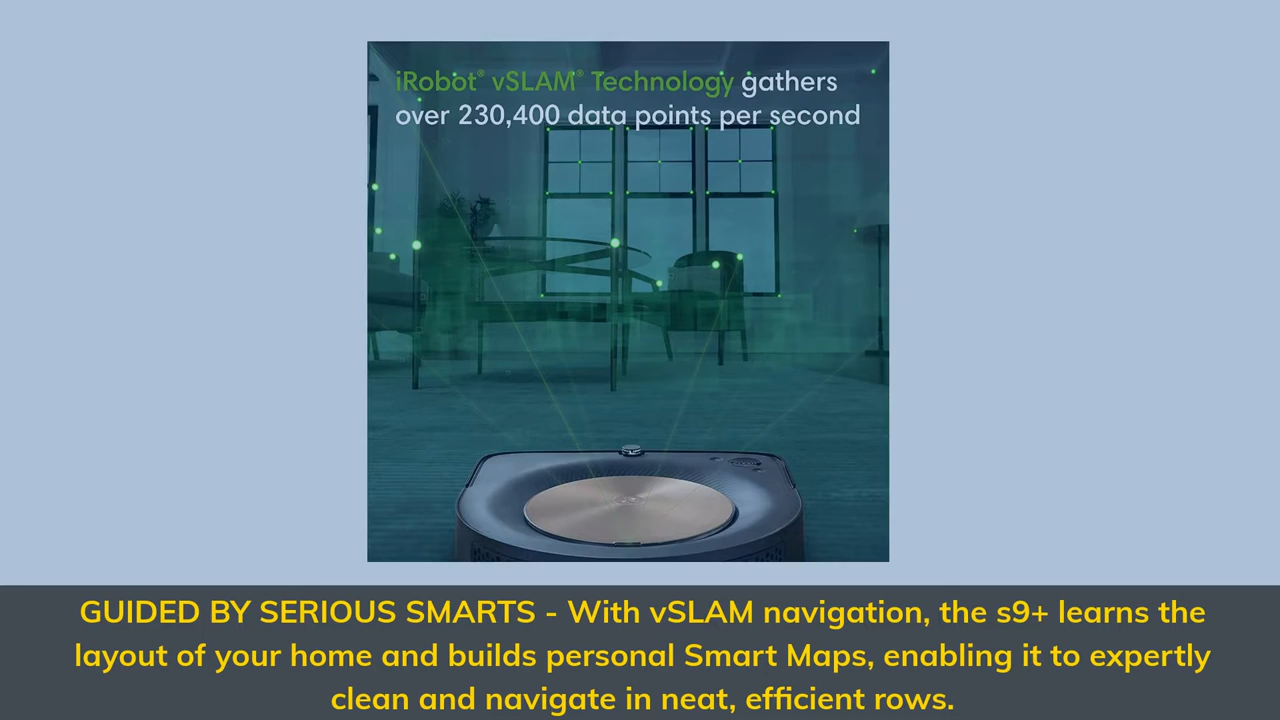 iRobot® vSLAM® Technology gathers
over 230,400 data points per second
GUIDED BY SERIOUS SMARTS - With vSLAM navigation, the s9+ learns the
layout of your home and builds personal Smart Maps, enabling it to expertly
clean and navigate in neat, efficient rows.